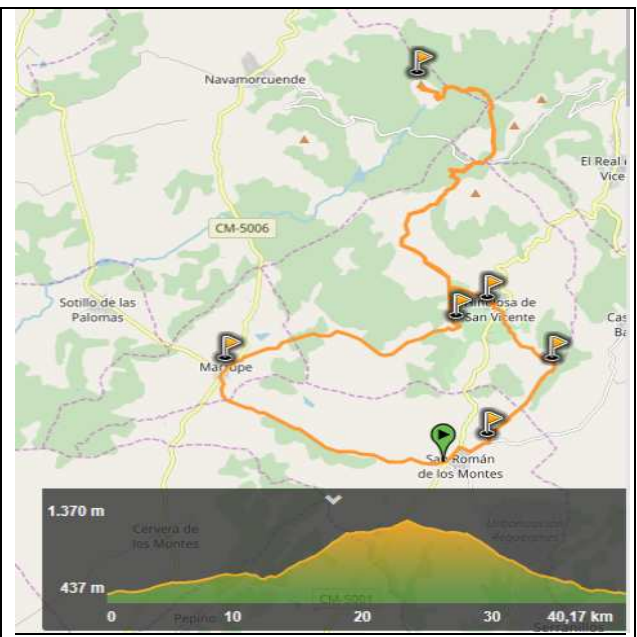 Navamorcuende
El Real
Vice
CM-5006
Sotillo de las
Palomas
San Vicente
Cas
Ba
San Román
de los Montes
1.370 m
Cervera de
los Montes
437 m
CM-5001
0 10 20 30 40,17 km
Pepino
Serranillos